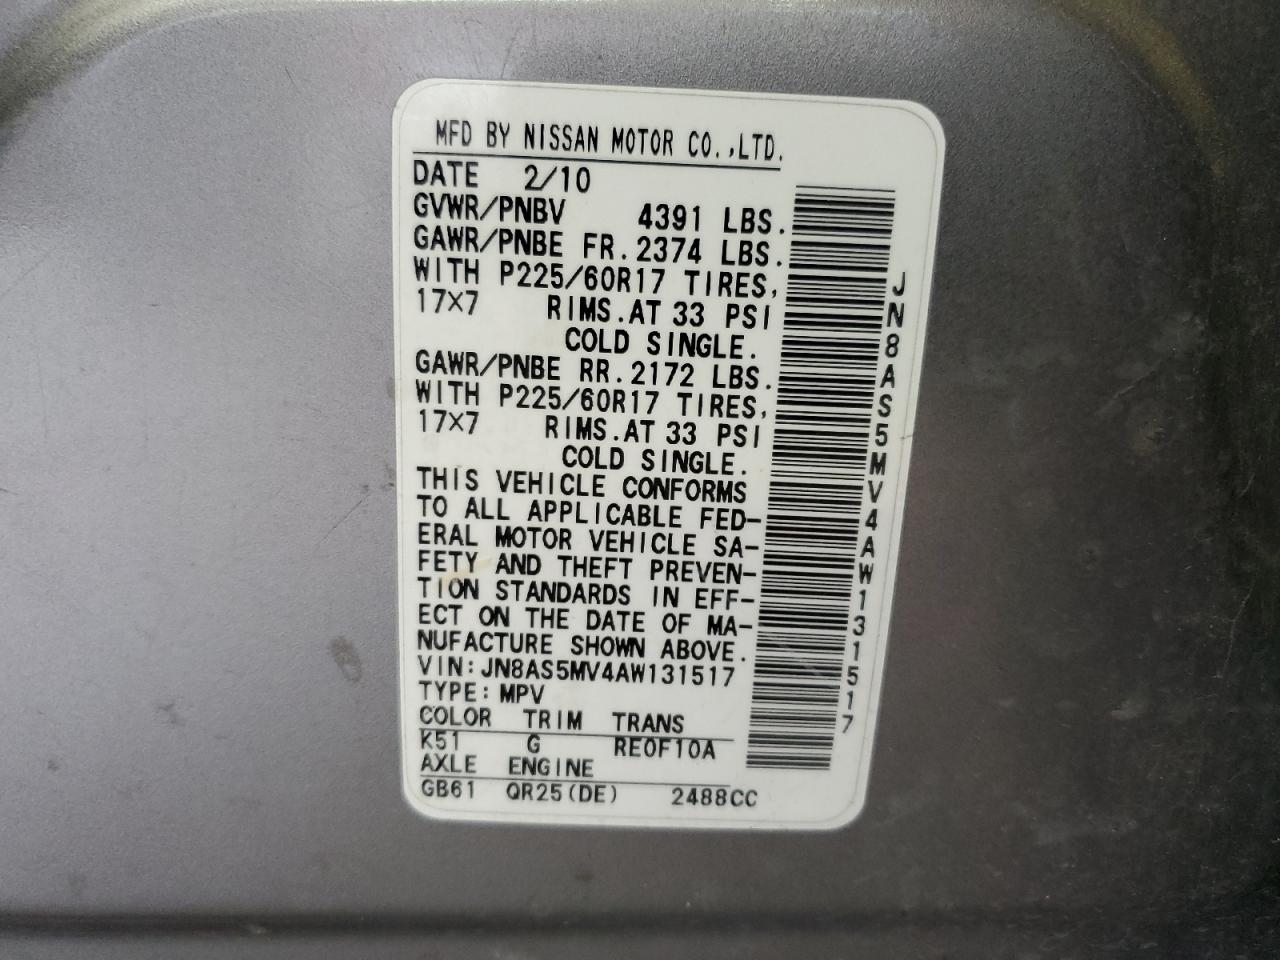 MFD BY NISSAN MOTOR CO.,LTD.
DATE 2/10
GVWR/PNBV 4391 LBS.
GAWR/PNBE FR.2374 LBS.
WITH P225/60R17 TIRES,
17×7 RIMS.AT 33 PSI
COLD SINGLE.
GAWR/PNBE RR.2172 LBS.
WITH P225/60R17 TIRES,
17×7 RIMS.AT 33 PSI
COLD SINGLE.
THIS VEHICLE CONFORMS
TO ALL APPLICABLE FED-
ERAL MOTOR VEHICLE SA-
FETY AND THEFT PREVEN-
TION STANDARDS IN EFF-
ECT ON THE DATE OF MA-
NUFACTURE SHOWN ABOVE.
VIN:JN8AS5MV4AW131517
TYPE:MPV
COLOR TRIM TRANS
K51 G RE0F10A
AXLE ENGINE
GB61 QR25(DE) 2488CC
JN8AS5MV4AW131517